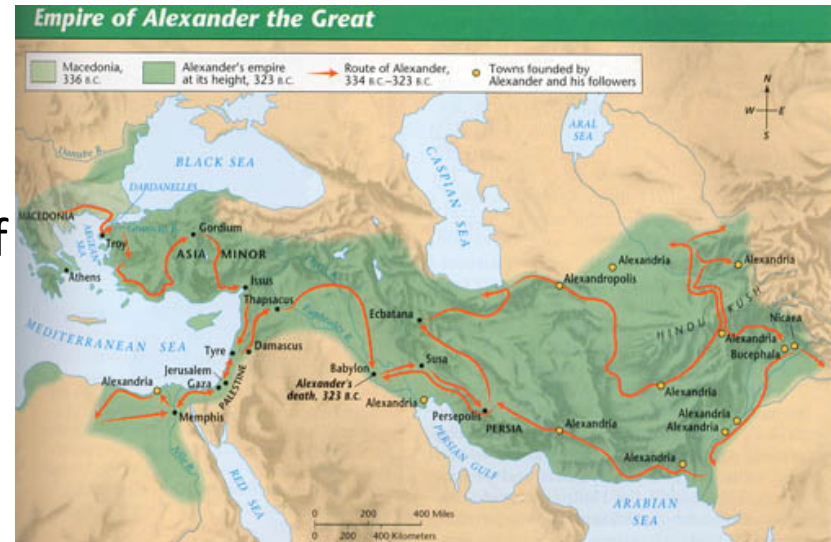 Empire of Alexander the Great
Macedonia,
336 B.C.
Alexander's empire
at its height, 323 B.C.
Route of Alexander,
334 B.C.–323 B.C.
Towns founded by
Alexander and his followers
N
W E
S
ARAL
SEA
Danube R.
BLACK SEA
CASPIAN SEA
DARDANELLES
MACEDONIA
f
AEGEAN
SEA
Troy
Gordium
ASIA MINOR
Athens
Issus
Thapsacus
Alexandropolis
Alexandria
Alexandria
HINDU KUSH
Nicaea
Ecbatana
Euphrates R.
MEDITERRANEAN SEA
Tyre
Damascus
Alexandria
Bucephala
Jerusalem
Gaza
PALESTINE
Babylon
Susa
Alexander's
death, 323 B.C.
Alexandria
Alexandria
Alexandria
Memphis
Persepolis
PERSIA
Alexandria
Alexandria
Alexandria
Alexandria
Nile R.
RED SEA
PERSIAN GULF
ARABIAN
SEA
0 200 400 Miles
0 200 400 Kilometers